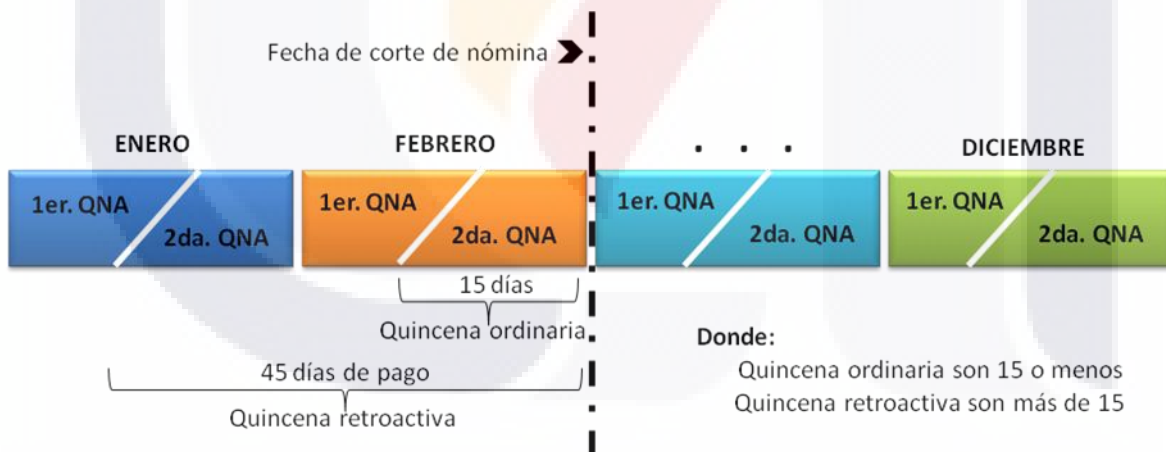 Fecha de corte de nómina
ENERO
FEBRERO
. . .
DICIEMBRE
1er. QNA
2da. QNA
1er. QNA
2da. QNA
1er. QNA
2da. QNA
1er. QNA
2da. QNA
15 días
Quincena ordinaria
45 días de pago
Quincena retroactiva
Donde:
Quincena ordinaria son 15 o menos
Quincena retroactiva son más de 15